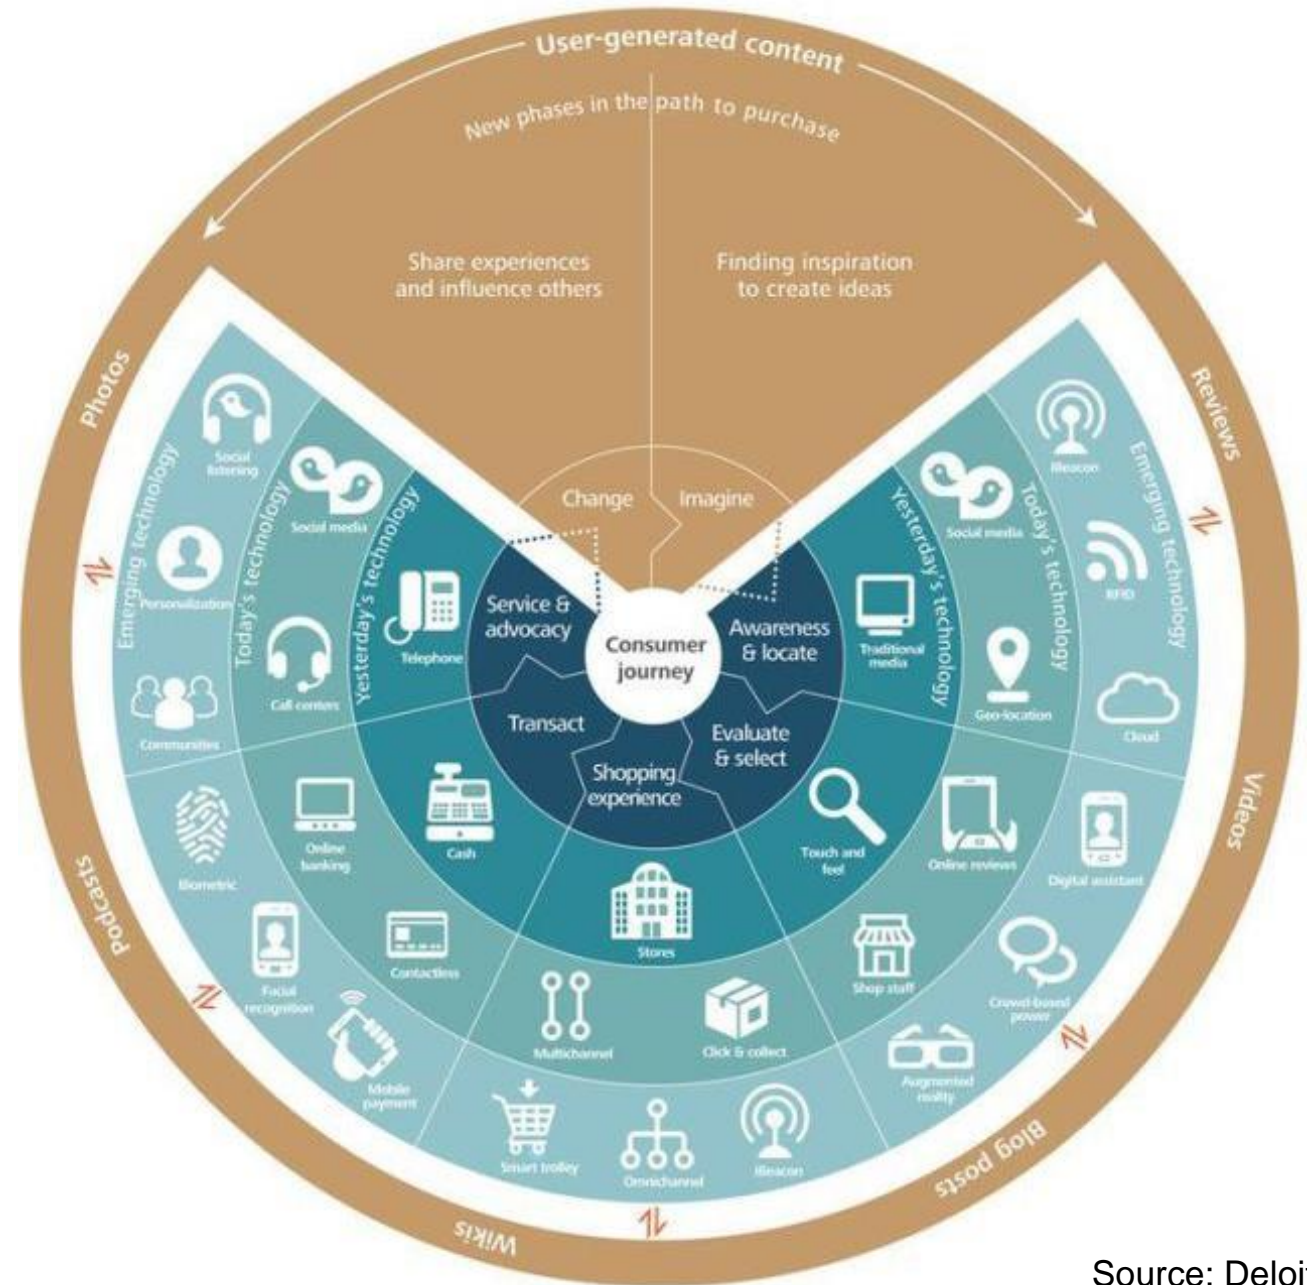 User-generated content
New phases in the path to purchase
Share experiences
and influence others
Finding inspiration
to create ideas
Change
Imagine
Consumer
journey
Awareness
& locate
Evaluate
& select
Shopping
experience
Transact
Service &
advocacy
Yesterday's technology
Today's technology
Emerging technology
Traditional
media
Social media
Geo-location
iBeacon
RFID
Cloud
Touch and
feel
Online reviews
Shop staff
Digital assistant
Crowd-based
power
Augmented
reality
Stores
Multichannel
Click & collect
Smart trolley
Omnichannel
iBeacon
Cash
Online
banking
Contactless
Biometric
Facial
recognition
Mobile
payment
Yesterday's technology
Today's technology
Emerging technology
Telephone
Social media
Call centers
Social
listening
Personalization
Communities
Reviews
Videos
Blog posts
Wikis
Podcasts
Photos
Source: Deloi